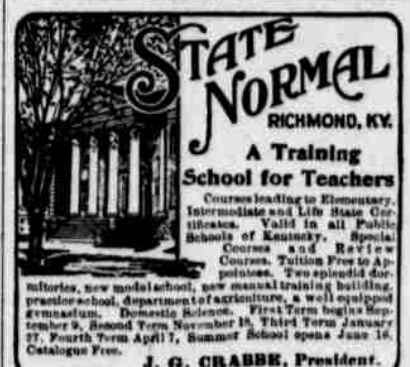 STATE
NORMAL
RICHMOND, KY.
A Training
School for Teachers
Courses leading to Elementary,
Intermediate and Life State Cer-
tificates. Valid in all Public
Schools of Kentucky. Special
Courses and Review
Courses. Tuition Free to Ap-
pointees. Two splendid dor-
mitories, new model school, new manual training building,
practice school, department of agriculture, a well equipped
gymnasium. Domestic Science. First Term begins Sep-
tember 9, Second Term November 18, Third Term January
27, Fourth Term April 7, Summer School opens June 16.
Catalogue Free.
J. G. CRABBE, President.